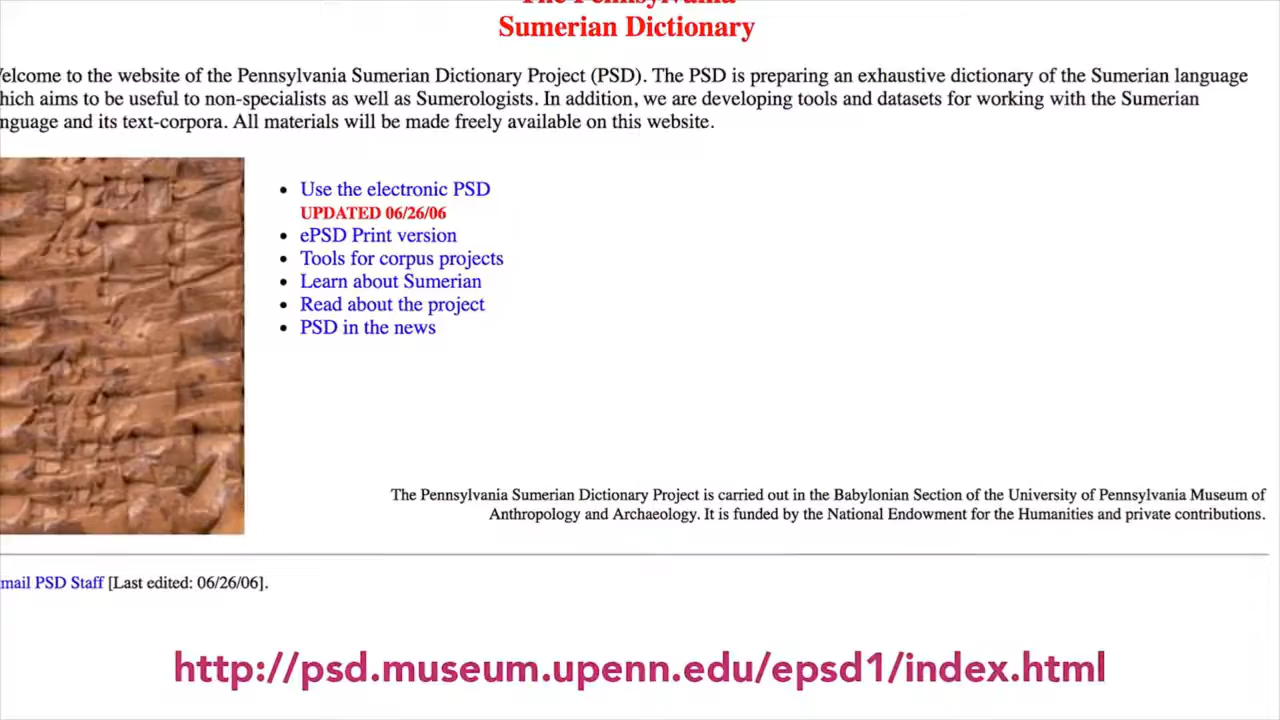 The Pennsylvania
Sumerian Dictionary
elcome to the website of the Pennsylvania Sumerian Dictionary Project (PSD). The PSD is preparing an exhaustive dictionary of the Sumerian language
hich aims to be useful to non-specialists as well as Sumerologists. In addition, we are developing tools and datasets for working with the Sumerian
nguage and its text-corpora. All materials will be made freely available on this website.
• Use the electronic PSD
UPDATED 06/26/06
• ePSD Print version
• Tools for corpus projects
• Learn about Sumerian
• Read about the project
• PSD in the news
The Pennsylvania Sumerian Dictionary Project is carried out in the Babylonian Section of the University of Pennsylvania Museum of
Anthropology and Archaeology. It is funded by the National Endowment for the Humanities and private contributions.
mail PSD Staff [Last edited: 06/26/06].
http://psd.museum.upenn.edu/epsd1/index.html